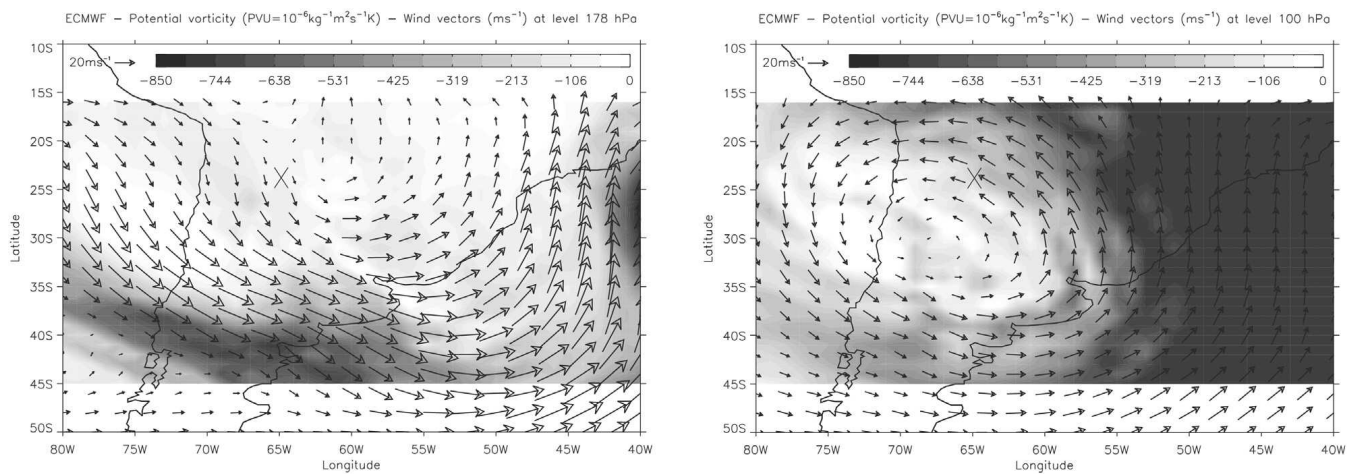 ECMWF – Potential vorticity (PVU=10⁻⁶kg⁻¹m²s⁻¹K) – Wind vectors (ms⁻¹) at level 178 hPa
10S
20ms⁻¹
-850 -744 -638 -531 -425 -319 -213 -106 0
15S
20S
25S
30S
35S
40S
45S
50S
Latitude
80W 75W 70W 65W 60W 55W 50W 45W 40W
Longitude
ECMWF – Potential vorticity (PVU=10⁻⁶kg⁻¹m²s⁻¹K) – Wind vectors (ms⁻¹) at level 100 hPa
10S
20ms⁻¹
-850 -744 -638 -531 -425 -319 -213 -106 0
15S
20S
25S
30S
35S
40S
45S
50S
Latitude
80W 75W 70W 65W 60W 55W 50W 45W 40W
Longitude